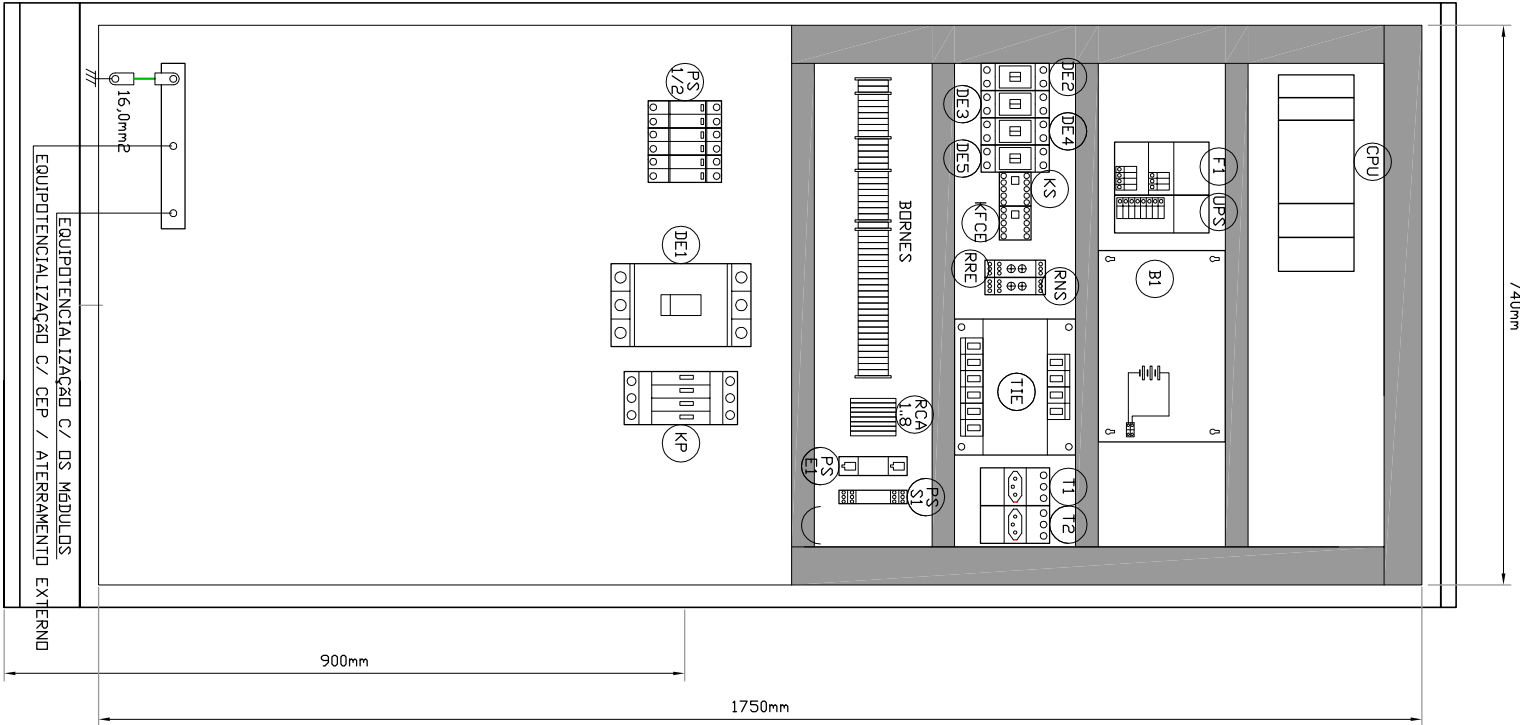 740mm
CPU
F1
UPS
B1
DE2
DE3
DE4
DE5
KS
KFCE
RRE
RNS
TIE
T1
T2
BORNES
RCA
1..8
PS
E1
PS
S1
PS
1/2
DE1
KP
16,0mm2
EQUIPOTENCIALIZAÇÃO C/ OS MÓDULOS
EQUIPOTENCIALIZAÇÃO C/ CEP / ATERRAMENTO EXTERNO
900mm
1750mm